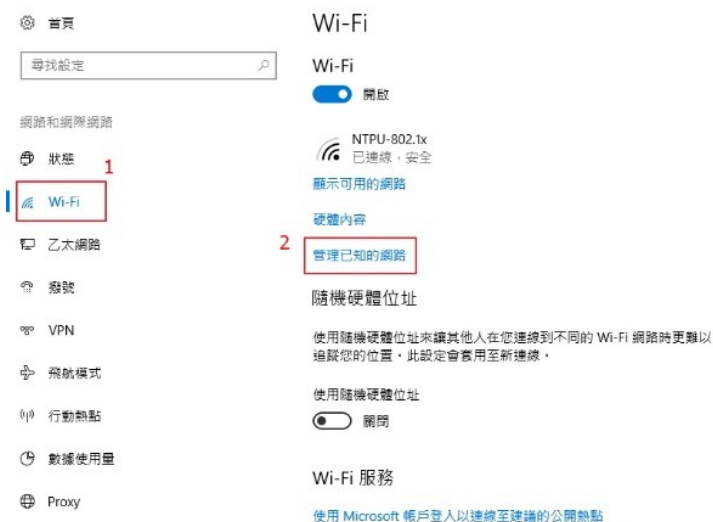 首頁
尋找設定
網路和網際網路
狀態
1
Wi-Fi
乙太網路
撥號
VPN
飛航模式
行動熱點
數據使用量
Proxy
Wi-Fi
Wi-Fi
開啟
NTPU-802.1x
已連線，安全
顯示可用的網路
硬體內容
2
管理已知的網路
隨機硬體位址
使用隨機硬體位址來讓其他人在您連線到不同的 Wi-Fi 網路時更難以
追蹤您的位置。此設定會套用至新連線。
使用隨機硬體位址
關閉
Wi-Fi 服務
使用 Microsoft 帳戶登入以連線至建議的公開熱點